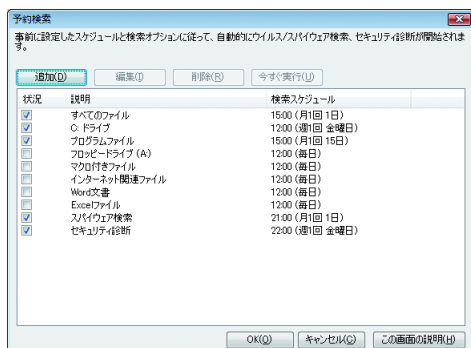 予約検索
事前に設定したスケジュールと検索オプションに従って、自動的にウイルス/スパイウェア検索、セキュリティ診断が開始されま
す。
追加(D) 編集(I) 削除(R) 今すぐ実行(U)
状況 説明 検索スケジュール
すべてのファイル 15:00 (月1回 1日)
C: ドライブ 12:00 (週1回 金曜日)
プログラムファイル 15:00 (月1回 15日)
フロッピードライブ (A:) 12:00 (毎日)
マクロ付きファイル 12:00 (毎日)
インターネット関連ファイル 12:00 (毎日)
Word文書 12:00 (毎日)
Excelファイル 12:00 (毎日)
スパイウェア検索 21:00 (月1回 1日)
セキュリティ診断 22:00 (週1回 金曜日)
OK(O) キャンセル(C) この画面の説明(H)